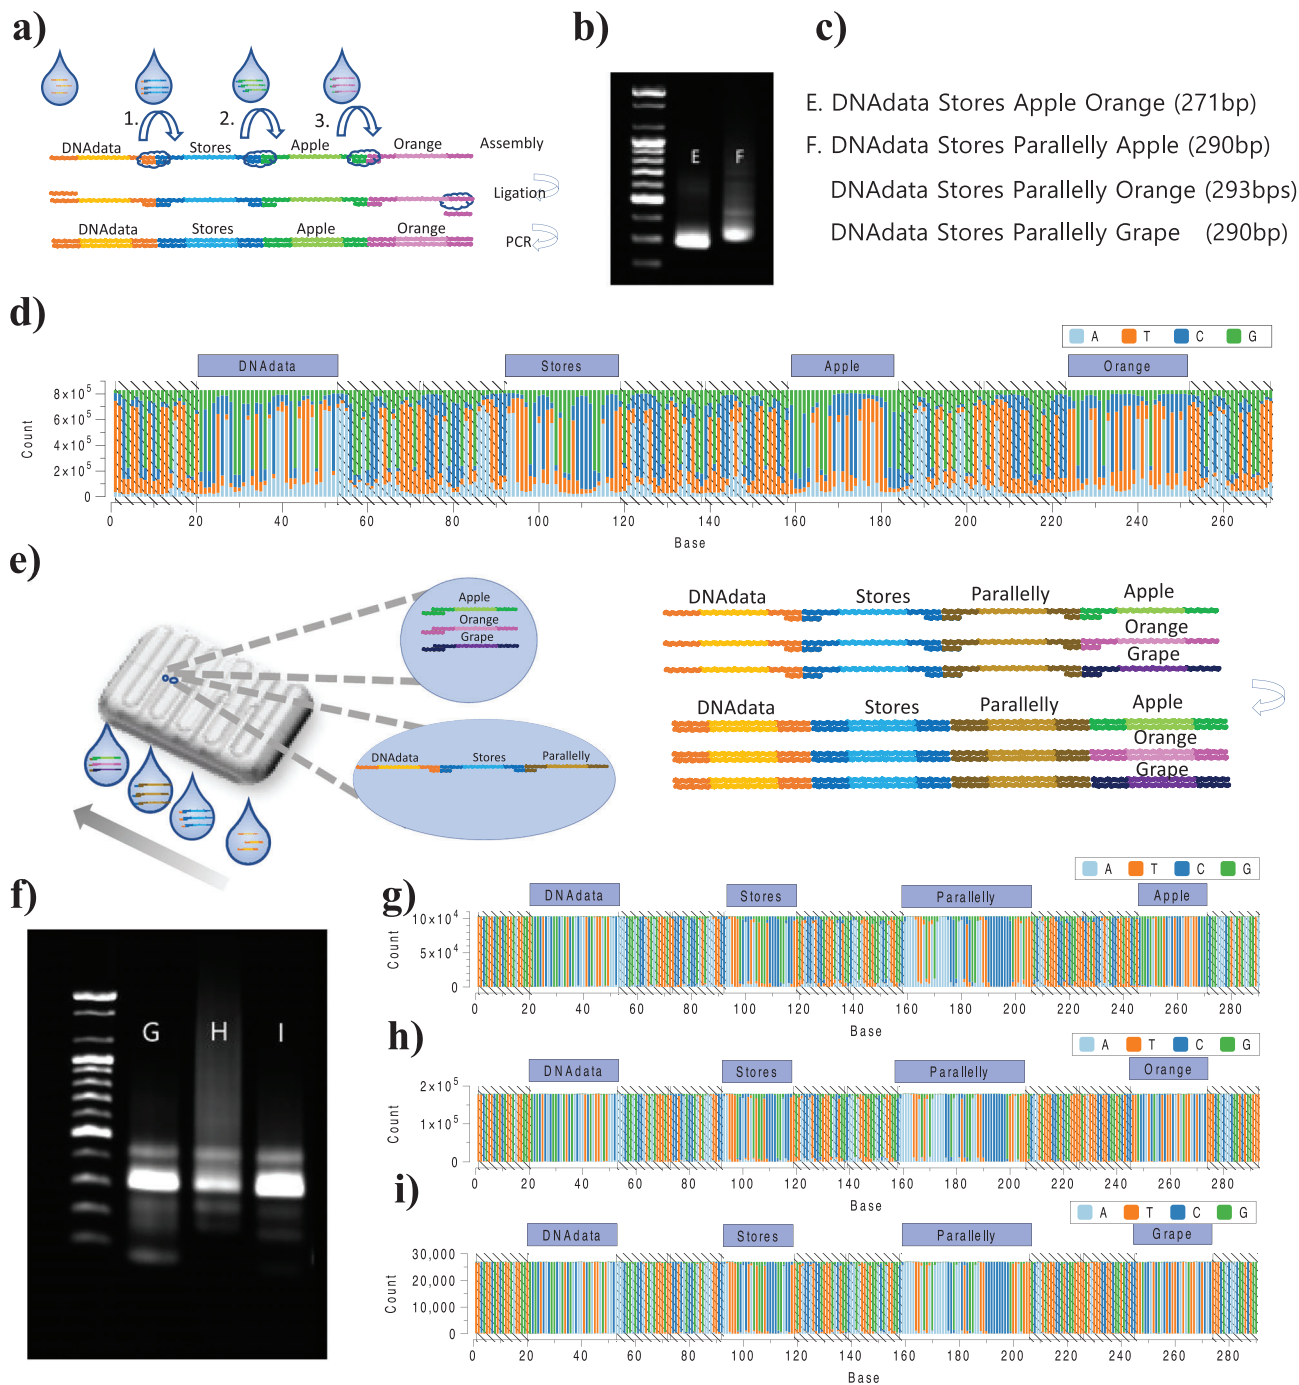 a)
1.
2.
3.
DNAdata
Stores
Apple
Orange
Assembly
Ligation
DNAdata
Stores
Apple
Orange
PCR
b)
E
F
c)
E. DNAdata Stores Apple Orange (271bp)
F. DNAdata Stores Parallelly Apple (290bp)
DNAdata Stores Parallelly Orange (293bps)
DNAdata Stores Parallelly Grape (290bp)
d)
A T C G
DNAdata Stores Apple Orange
8×10⁵
6×10⁵
4×10⁵
2×10⁵
0
Count
0 20 40 60 80 100 120 140 160 180 200 220 240 260
Base
e)
Apple
Orange
Grape
DNAdata Stores Parallelly
DNAdata Stores Parallelly Apple
Orange
Grape
DNAdata Stores Parallelly Apple
Orange
Grape
f)
G H I
g)
A T C G
DNAdata Stores Parallelly Apple
10×10⁴
5×10⁴
0
Count
0 20 40 60 80 100 120 140 160 180 200 220 240 260 280
Base
h)
A T C G
DNAdata Stores Parallelly Orange
2×10⁵
1×10⁵
0
Count
0 20 40 60 80 100 120 140 160 180 200 220 240 260 280
Base
i)
A T C G
DNAdata Stores Parallelly Grape
30,000
20,000
10,000
0
Count
0 20 40 60 80 100 120 140 160 180 200 220 240 260 280
Base